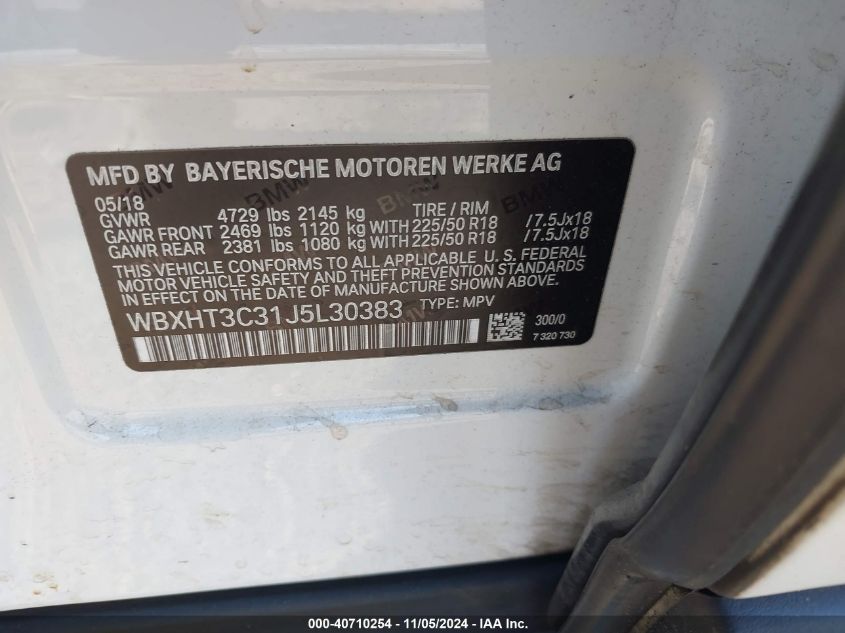 MFD BY BAYERISCHE MOTOREN WERKE AG
05/18
GVWR 4729 lbs 2145 kg TIRE / RIM
GAWR FRONT 2469 lbs 1120 kg WITH 225/50 R18 /7.5Jx18
GAWR REAR 2381 lbs 1080 kg WITH 225/50 R18 /7.5Jx18
THIS VEHICLE CONFORMS TO ALL APPLICABLE U. S. FEDERAL
MOTOR VEHICLE SAFETY AND THEFT PREVENTION STANDARDS
IN EFFECT ON THE DATE OF MANUFACTURE SHOWN ABOVE.
WBXHT3C31J5L30383 TYPE: MPV
300/0
7 320 730
000-40710254 - 11/05/2024 - IAA Inc.